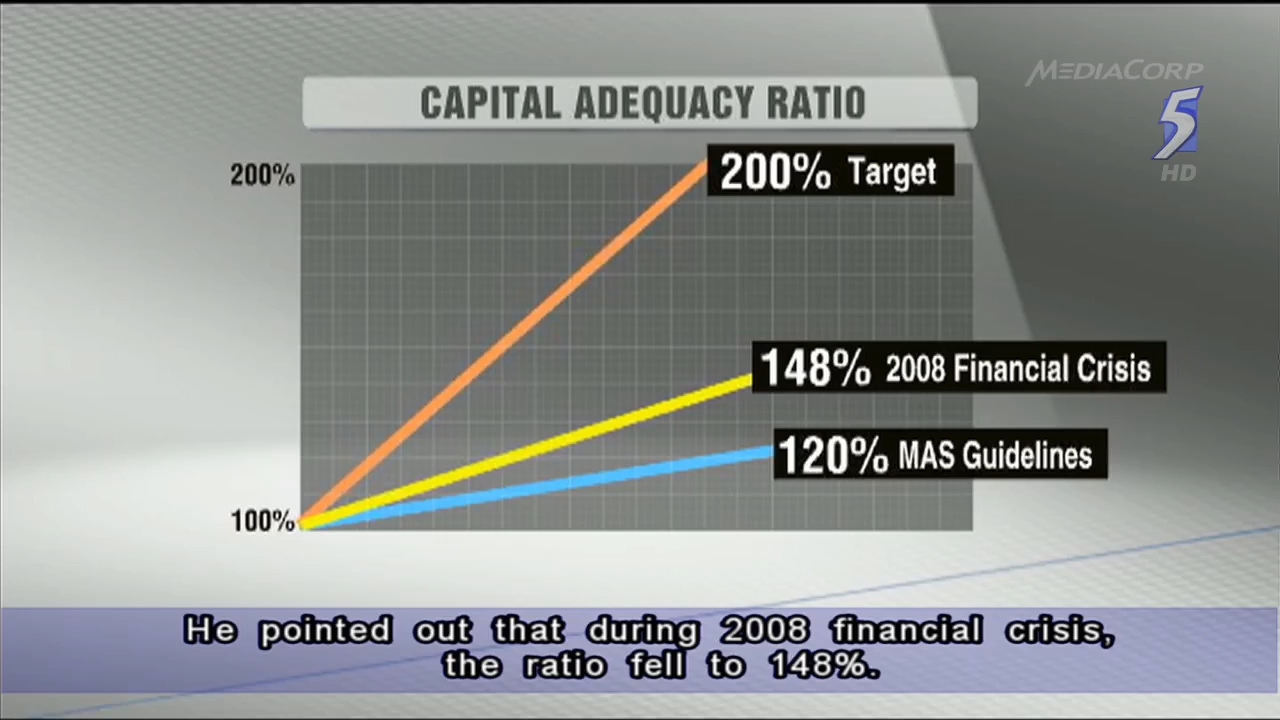 MEDIACORP
5
HD
CAPITAL ADEQUACY RATIO
200%
200% Target
148% 2008 Financial Crisis
120% MAS Guidelines
100%
He pointed out that during 2008 financial crisis,
the ratio fell to 148%.